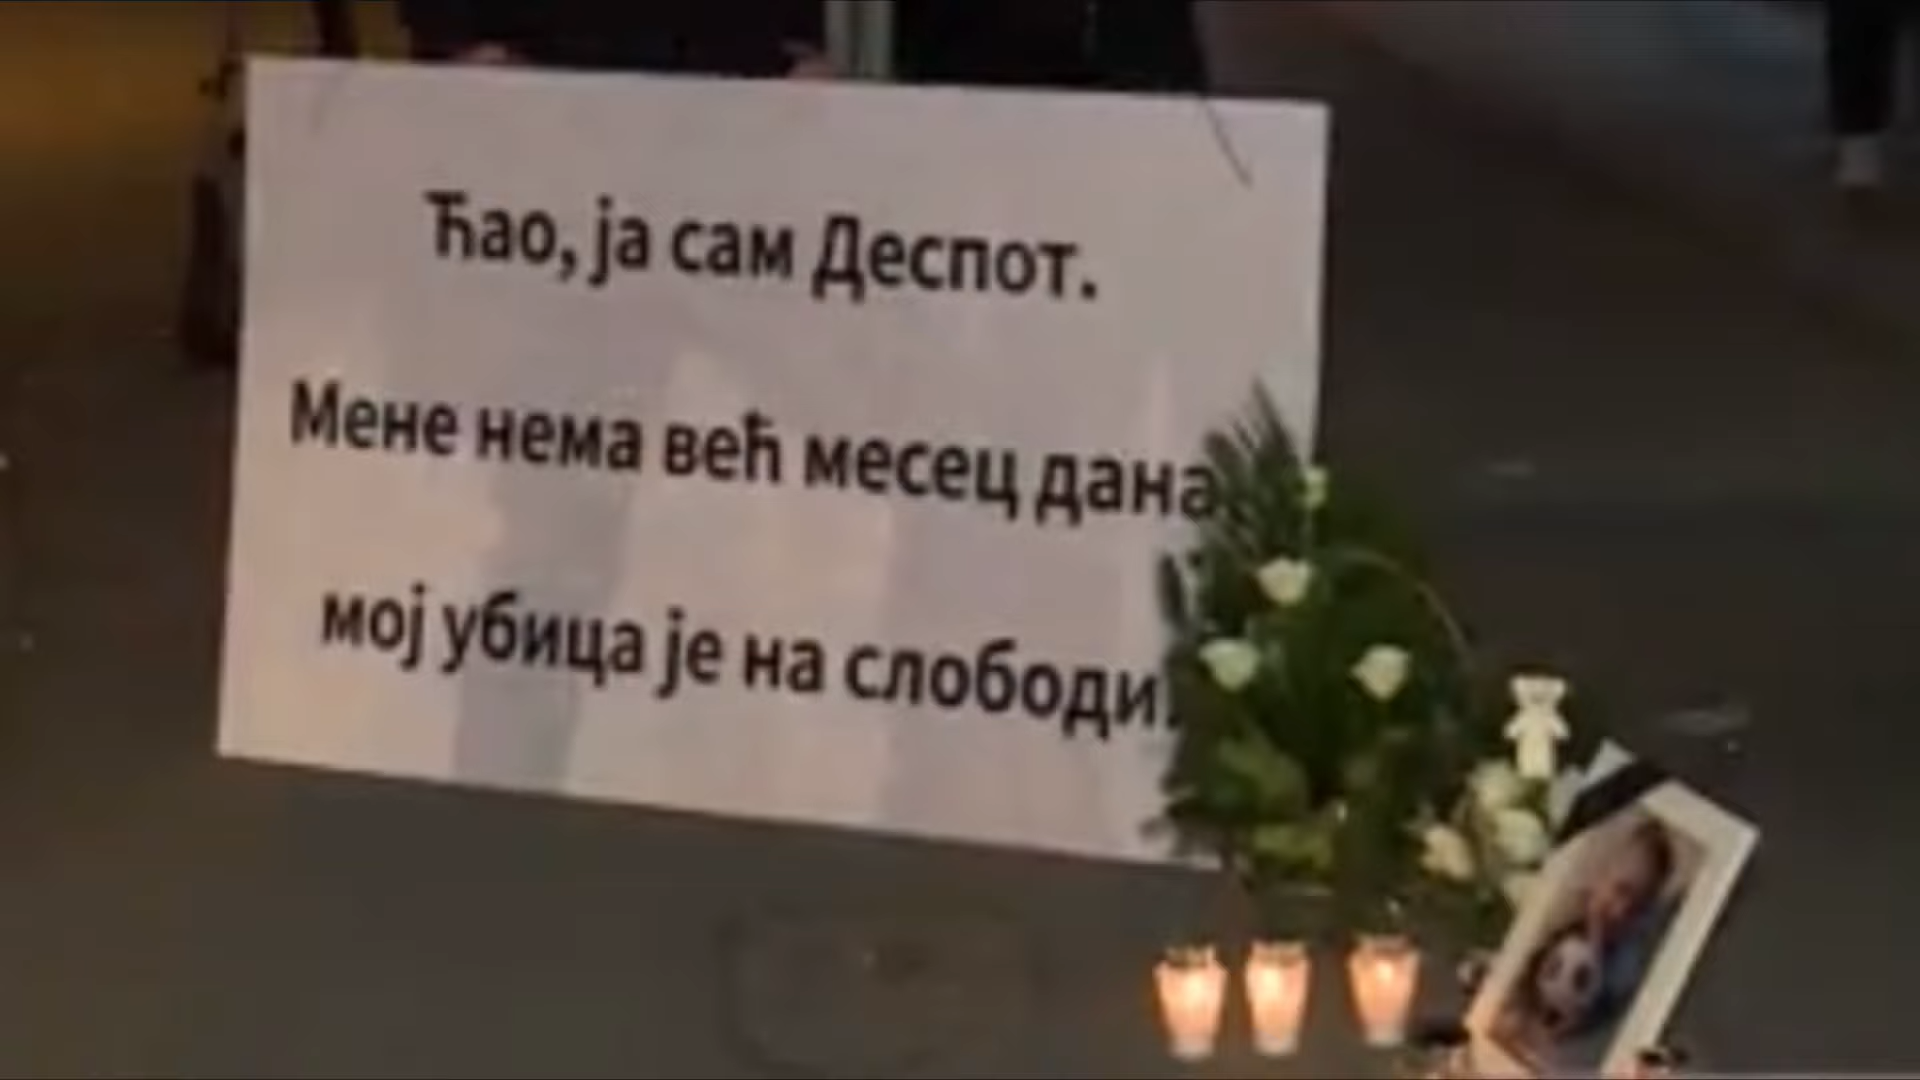 Ћао, ја сам Деспот.
Мене нема већ месец дана
мој убица је на слободи.